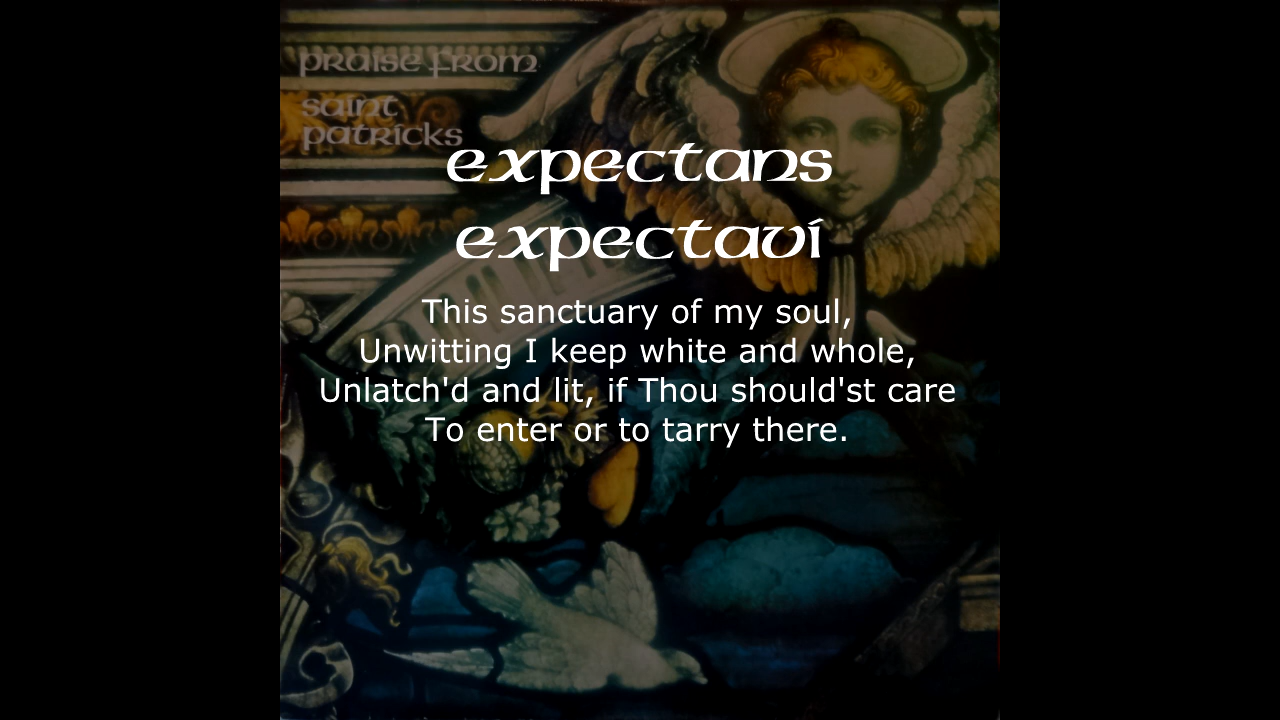 praise from
saint
patricks
expectans
expectavi
This sanctuary of my soul,
Unwitting I keep white and whole,
Unlatch'd and lit, if Thou should'st care
To enter or to tarry there.